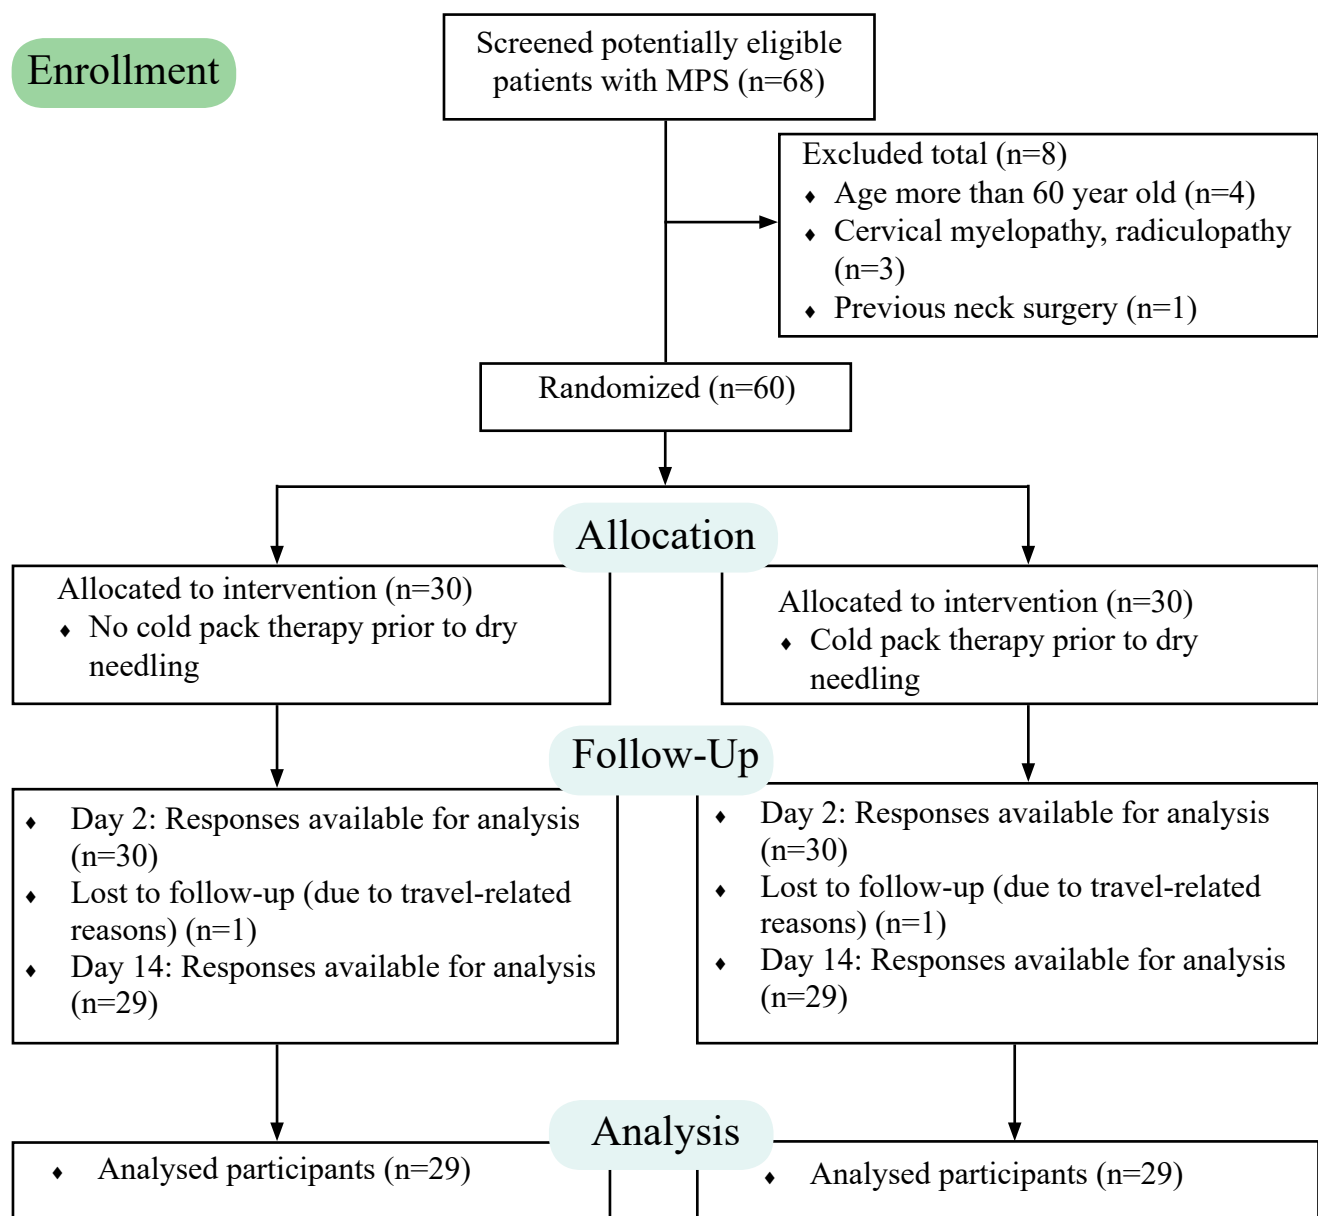 Enrollment
Screened potentially eligible
patients with MPS (n=68)
Excluded total (n=8)
⬧ Age more than 60 year old (n=4)
⬧ Cervical myelopathy, radiculopathy
(n=3)
⬧ Previous neck surgery (n=1)
Randomized (n=60)
Allocation
Allocated to intervention (n=30)
⬧ No cold pack therapy prior to dry
needling
Allocated to intervention (n=30)
⬧ Cold pack therapy prior to dry
needling
Follow-Up
⬧ Day 2: Responses available for analysis
(n=30)
⬧ Lost to follow-up (due to travel-related
reasons) (n=1)
⬧ Day 14: Responses available for analysis
(n=29)
⬧ Day 2: Responses available for analysis
(n=30)
⬧ Lost to follow-up (due to travel-related
reasons) (n=1)
⬧ Day 14: Responses available for analysis
(n=29)
Analysis
⬧ Analysed participants (n=29)
⬧ Analysed participants (n=29)